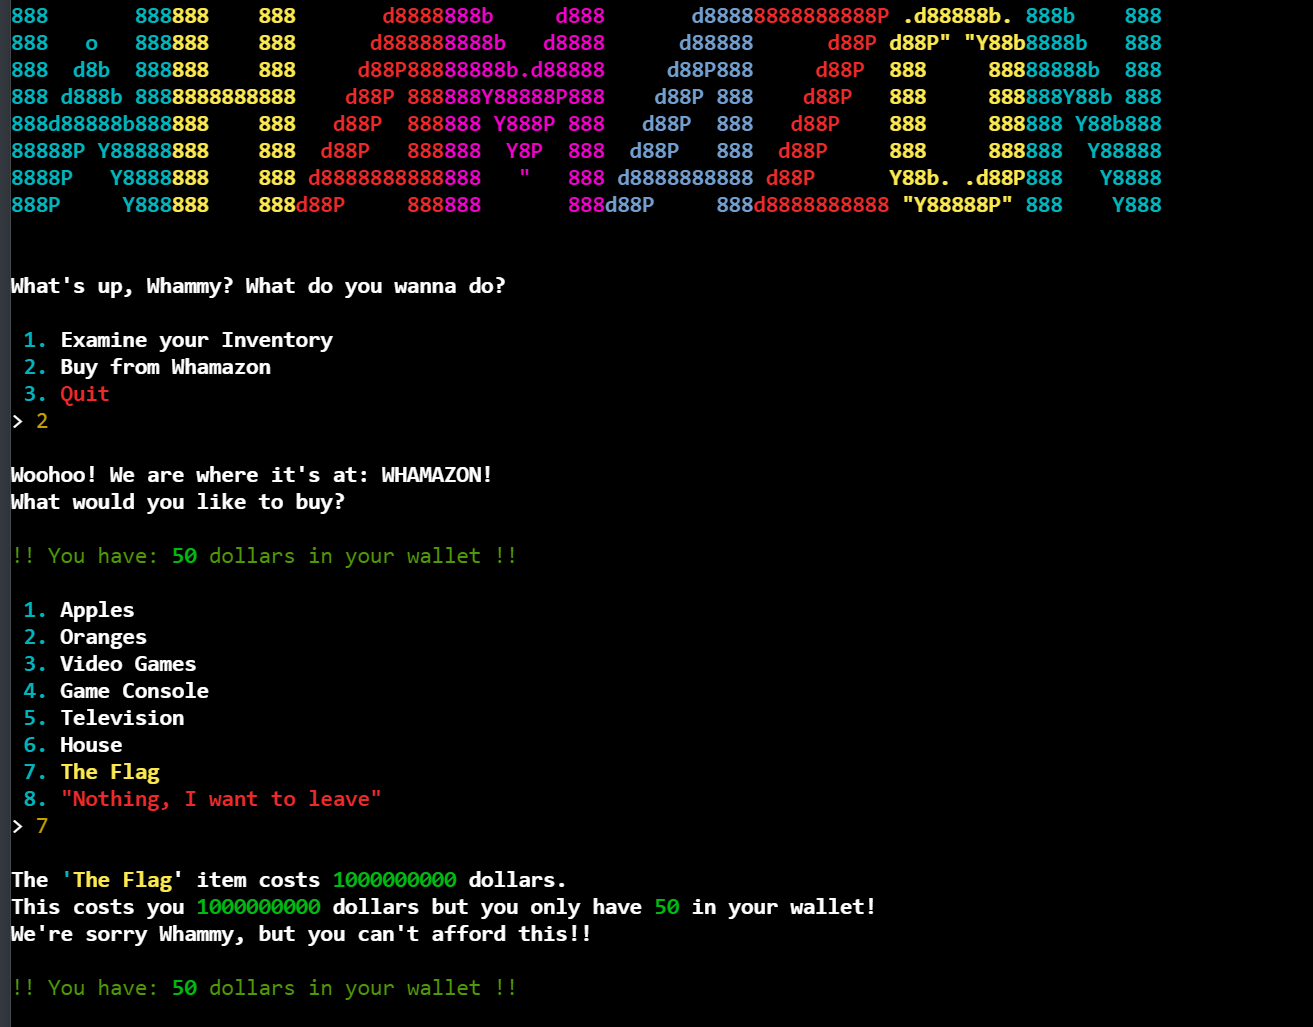 888       888888    888       d8888888b     d888       d88888888888888P .d88888b. 888b    888
888   o   888888    888      d888888888b   d8888      d88888      d88P d88P" "Y88b8888b   888
888  d8b  888888    888     d88P88888888b.d88888     d88P888     d88P  888     88888888b  888
888 d888b 8888888888888    d88P 888888Y88888P888    d88P 888    d88P   888     888888Y88b 888
888d88888b888888    888   d88P  888888 Y888P 888   d88P  888   d88P    888     888888 Y88b888
88888P Y88888888    888  d88P   888888  Y8P  888  d88P   888  d88P     888     888888  Y88888
8888P   Y8888888    888 d8888888888888   "   888 d8888888888 d88P      Y88b. .d88P888   Y8888
888P     Y888888    888d88P     888888       888d88P     888d8888888888 "Y88888P" 888    Y888
What's up, Whammy? What do you wanna do?
1. Examine your Inventory
2. Buy from Whamazon
3. Quit
> 2
Woohoo! We are where it's at: WHAMAZON!
What would you like to buy?
!! You have: 50 dollars in your wallet !!
1. Apples
2. Oranges
3. Video Games
4. Game Console
5. Television
6. House
7. The Flag
8. "Nothing, I want to leave"
> 7
The 'The Flag' item costs 1000000000 dollars.
This costs you 1000000000 dollars but you only have 50 in your wallet!
We're sorry Whammy, but you can't afford this!!
!! You have: 50 dollars in your wallet !!